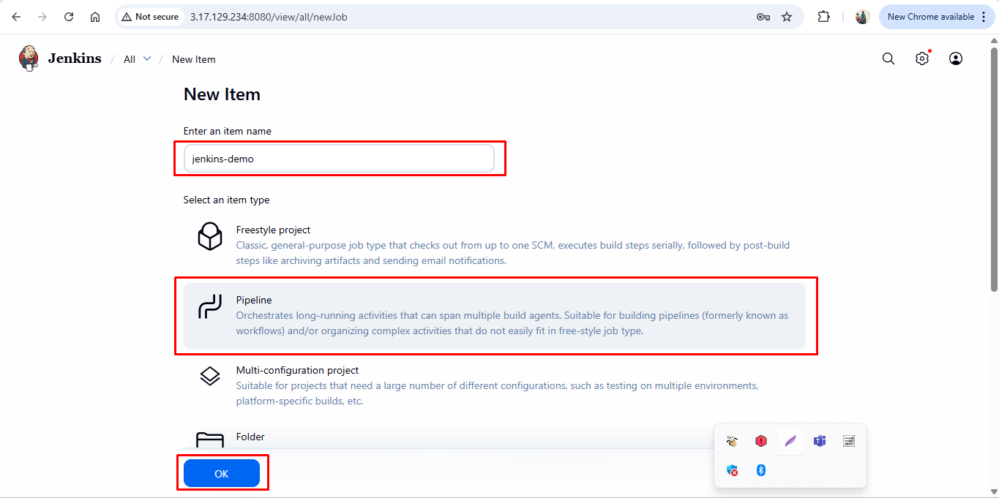 Not secure 3.17.129.234:8080/view/all/newJob New Chrome available
Jenkins / All / New Item
New Item
Enter an item name
jenkins-demo
Select an item type
Freestyle project
Classic, general-purpose job type that checks out from up to one SCM, executes build steps serially, followed by post-build
steps like archiving artifacts and sending email notifications.
Pipeline
Orchestrates long-running activities that can span multiple build agents. Suitable for building pipelines (formerly known as
workflows) and/or organizing complex activities that do not easily fit in free-style job type.
Multi-configuration project
Suitable for projects that need a large number of different configurations, such as testing on multiple environments,
platform-specific builds, etc.
Folder
OK